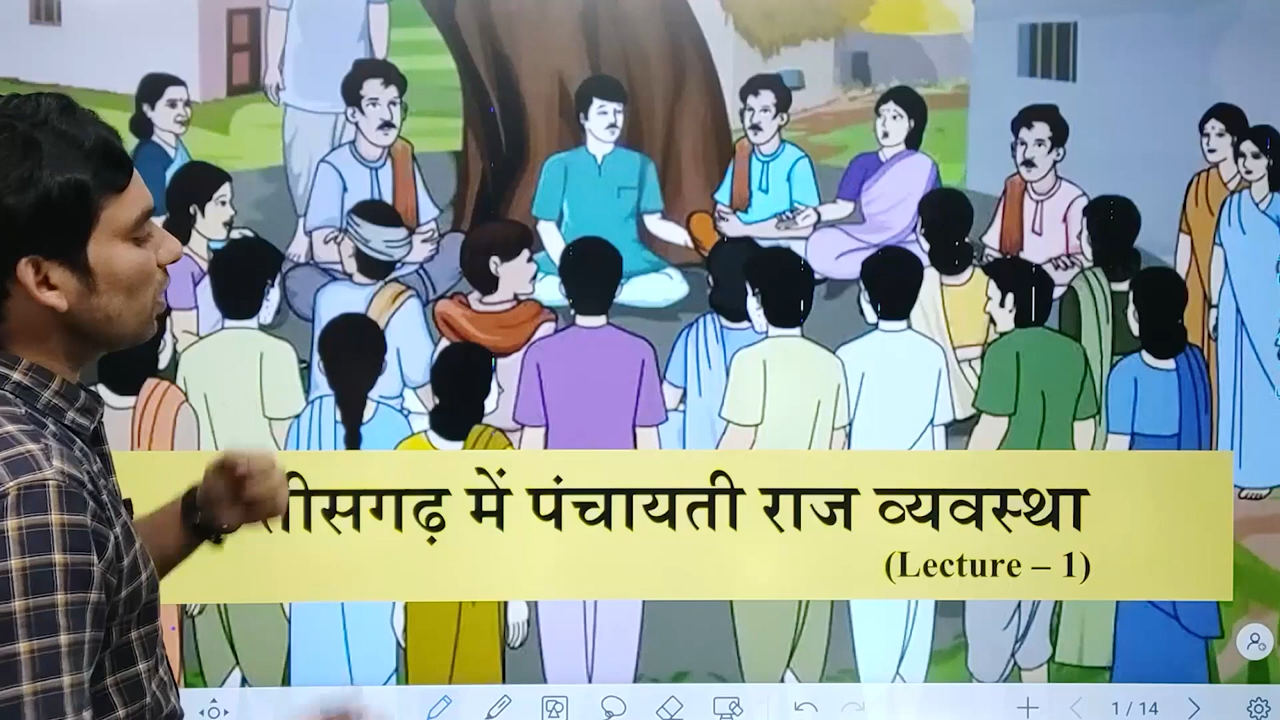 में पंचायती राज व्यवस्था
(Lecture – 1)
1 / 14